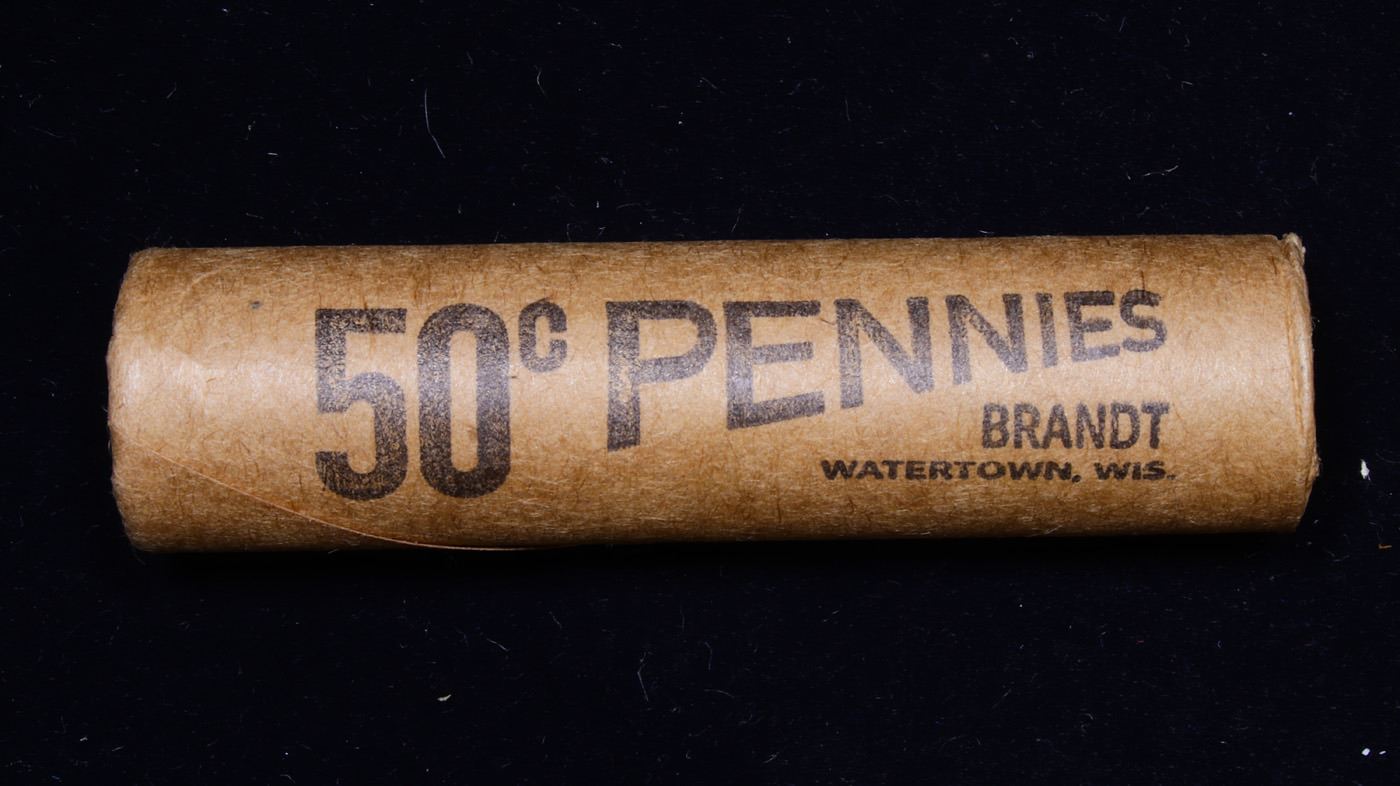 50c PENNIES
BRANDT
WATERTOWN, WIS.